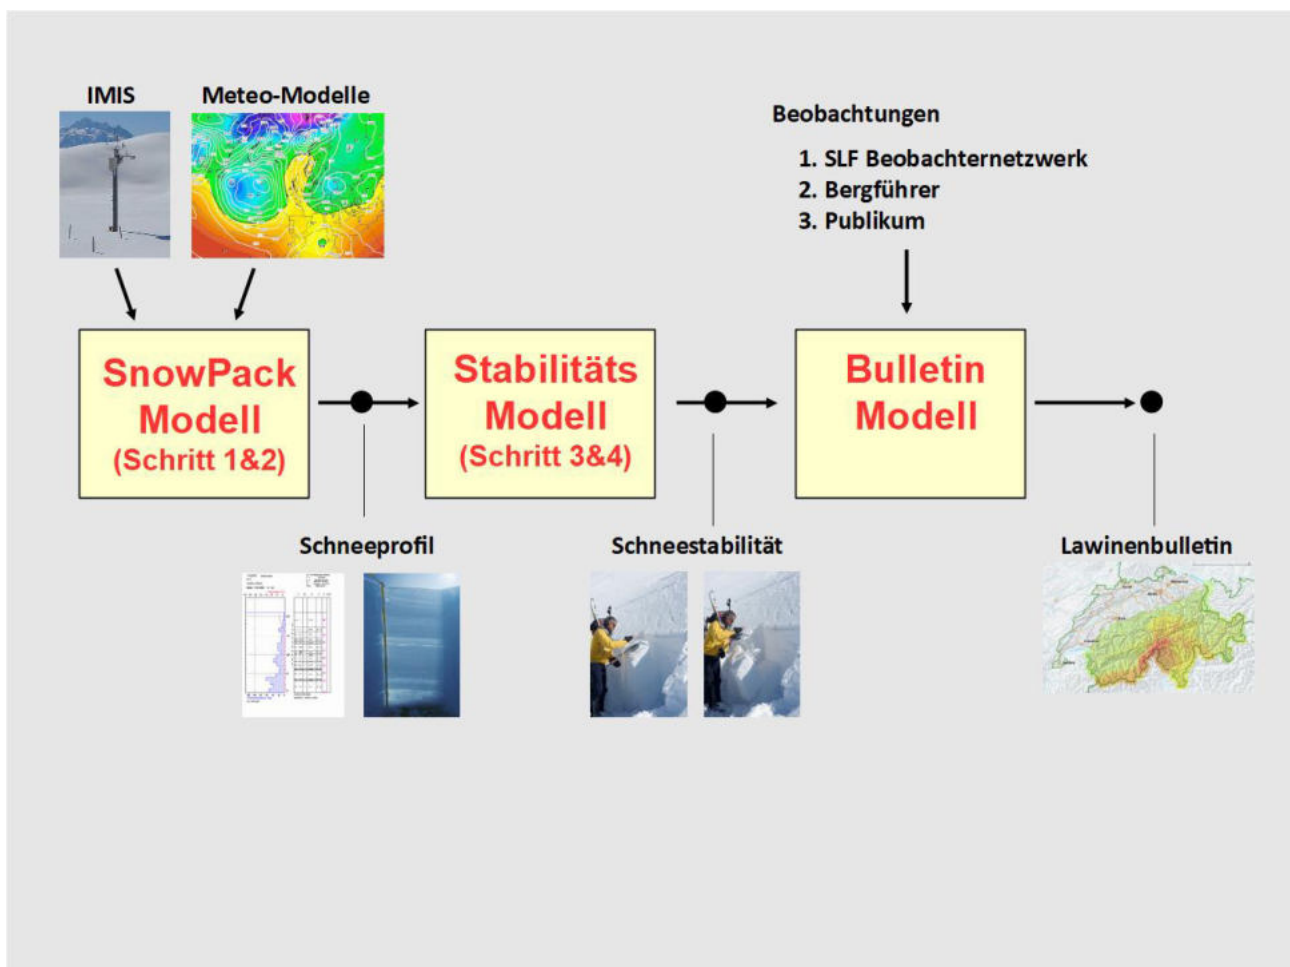 IMIS
Meteo-Modelle
Beobachtungen
1. SLF Beobachternetzwerk
2. Bergführer
3. Publikum
SnowPack
Modell
(Schritt 1&2)
Stabilitäts
Modell
(Schritt 3&4)
Bulletin
Modell
Schneeprofil
Schneestabilität
Lawinenbulletin